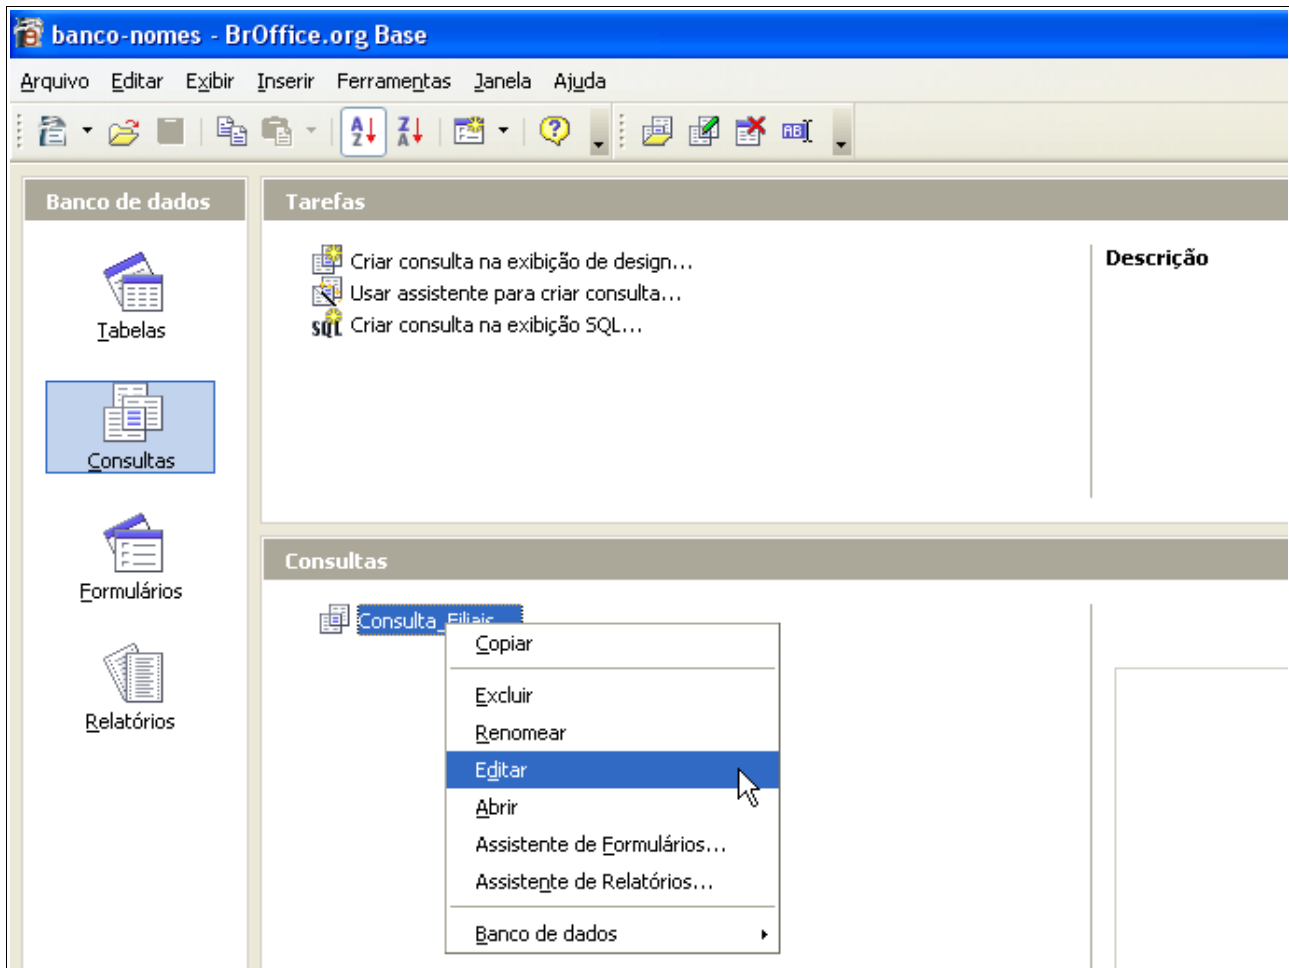 banco-nomes - BrOffice.org Base
Arquivo Editar Exibir Inserir Ferramentas Janela Ajuda
Banco de dados
Tarefas
Criar consulta na exibição de design...
Usar assistente para criar consulta...
SQL Criar consulta na exibição SQL...
Descrição
Tabelas
Consultas
Formulários
Relatórios
Consultas
Consulta_Filiais
Copiar
Excluir
Renomear
Editar
Abrir
Assistente de Formulários...
Assistente de Relatórios...
Banco de dados